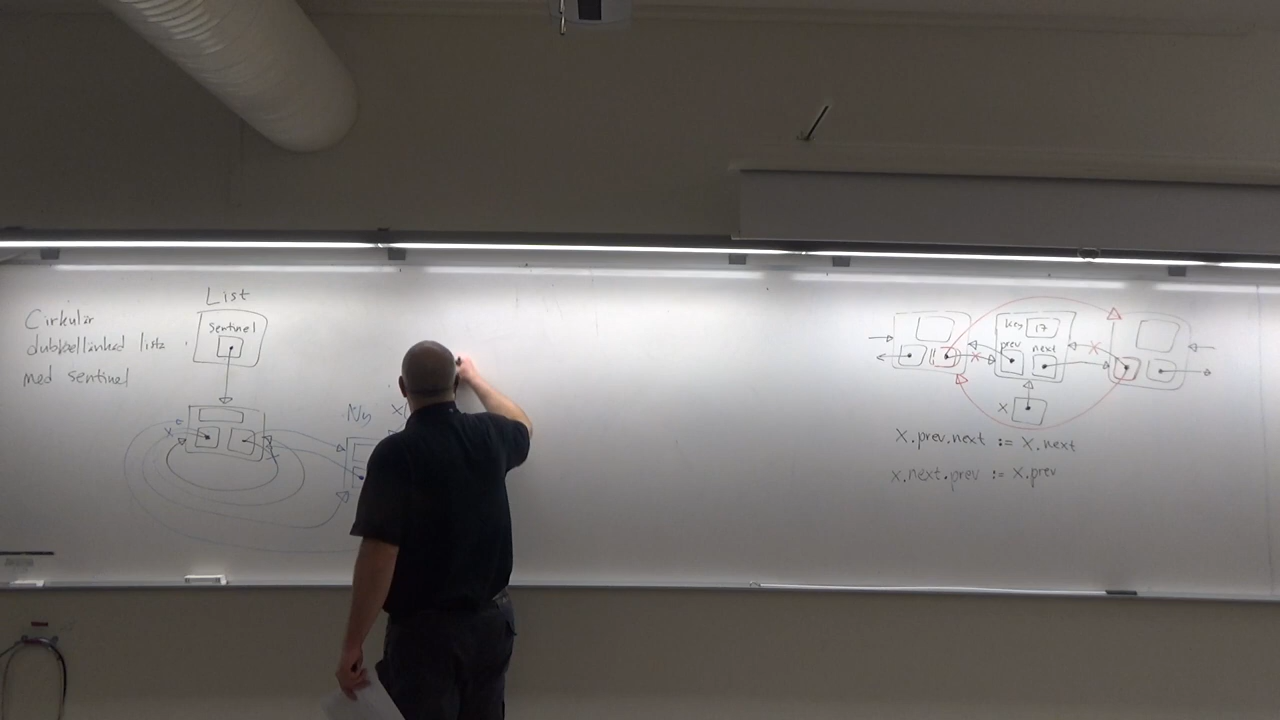 Cirkulär
dubbellänkad lista
med sentinel
List
sentinel
Ny
x
key 17
prev next
x
x.prev.next := x.next
x.next.prev := x.prev